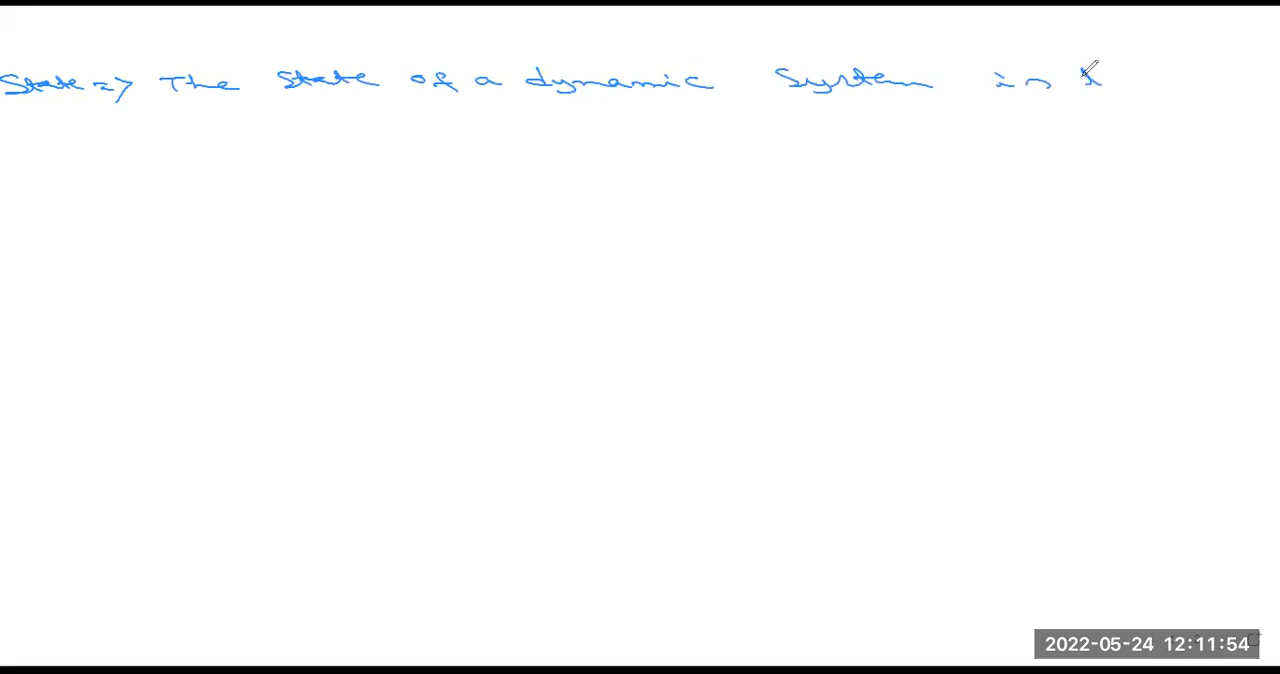 State => The state of a dynamic system is
2022-05-24 12:11:54